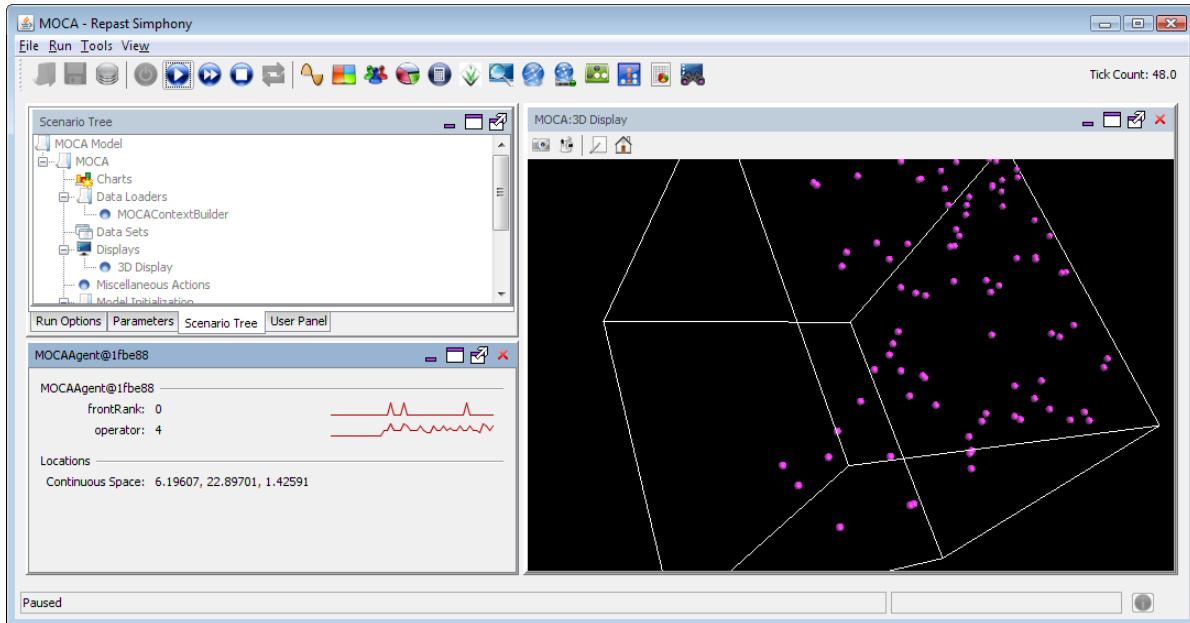 MOCA - Repast Simphony
File Run Tools View
Tick Count: 48.0
Scenario Tree
MOCA Model
MOCA
Charts
Data Loaders
MOCAContextBuilder
Data Sets
Displays
3D Display
Miscellaneous Actions
Model Initialization
Run Options Parameters Scenario Tree User Panel
MOCAAgent@1fbe88
MOCAAgent@1fbe88
frontRank: 0
operator: 4
Locations
Continuous Space: 6.19607, 22.89701, 1.42591
MOCA:3D Display
Paused